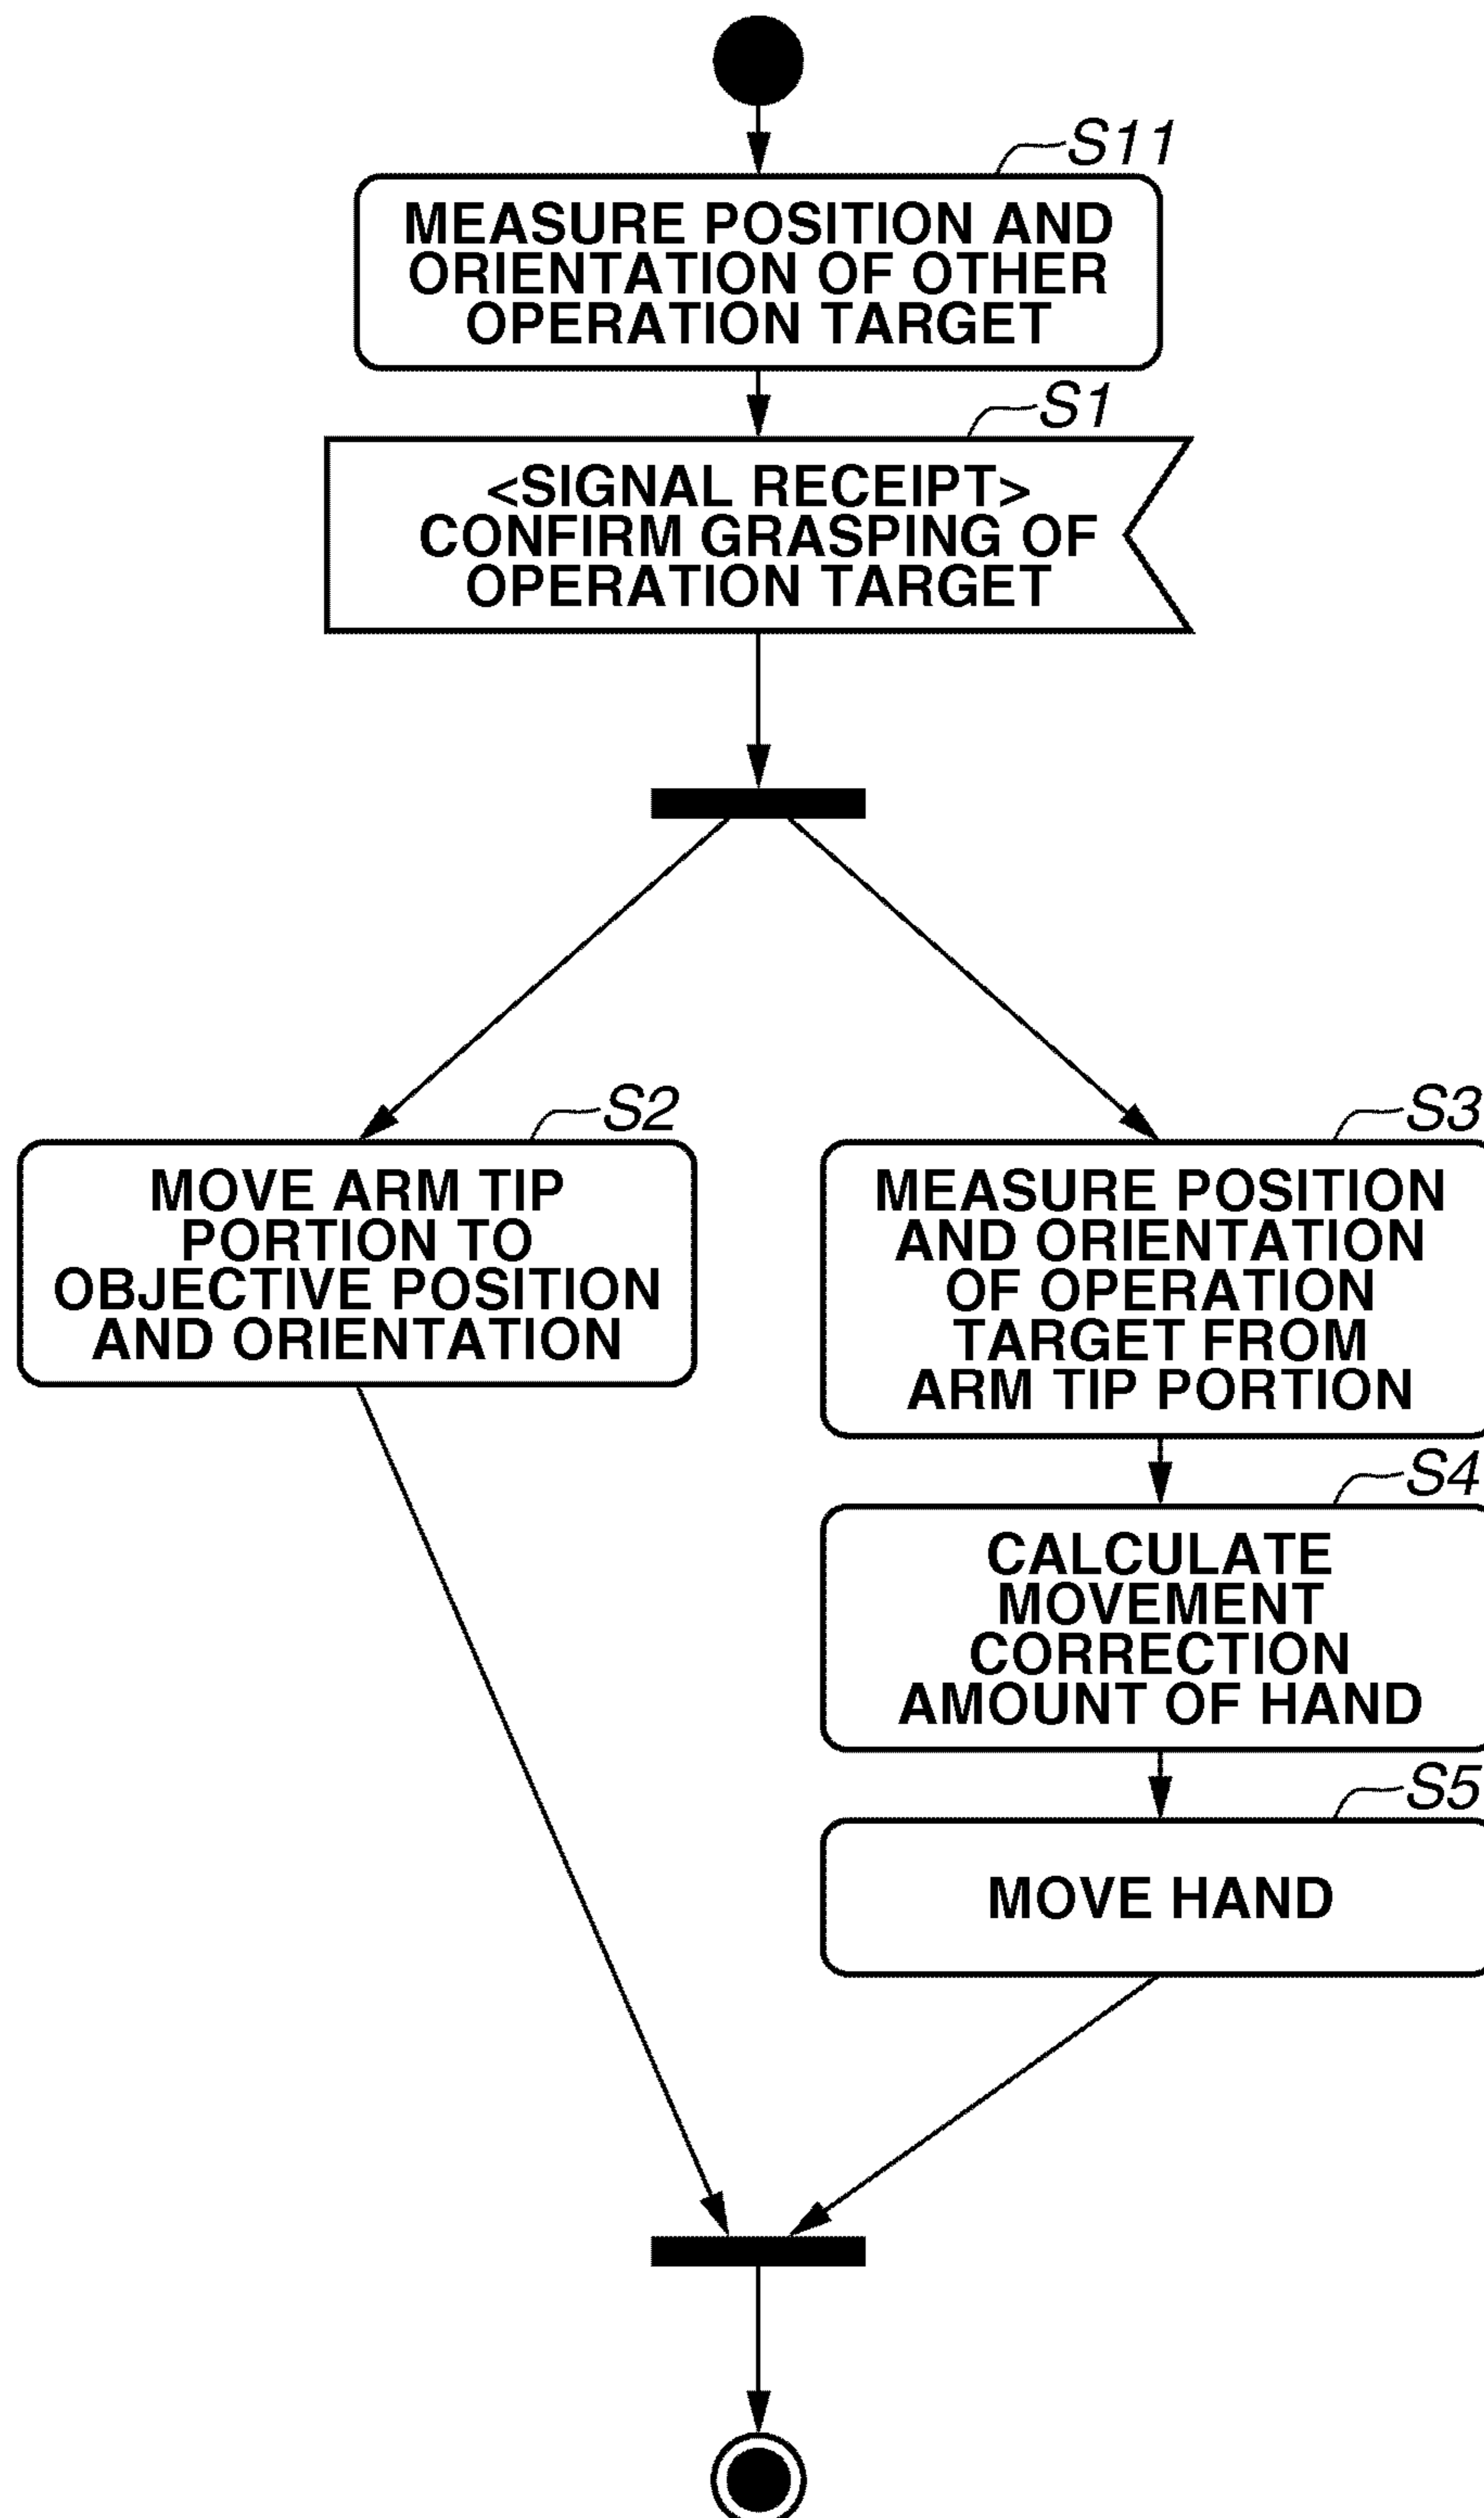 S11
MEASURE POSITION AND
ORIENTATION OF OTHER
OPERATION TARGET
S1
<SIGNAL RECEIPT>
CONFIRM GRASPING OF
OPERATION TARGET
S2
MOVE ARM TIP
PORTION TO
OBJECTIVE POSITION
AND ORIENTATION
S3
MEASURE POSITION
AND ORIENTATION
OF OPERATION
TARGET FROM
ARM TIP PORTION
S4
CALCULATE
MOVEMENT
CORRECTION
AMOUNT OF HAND
S5
MOVE HAND